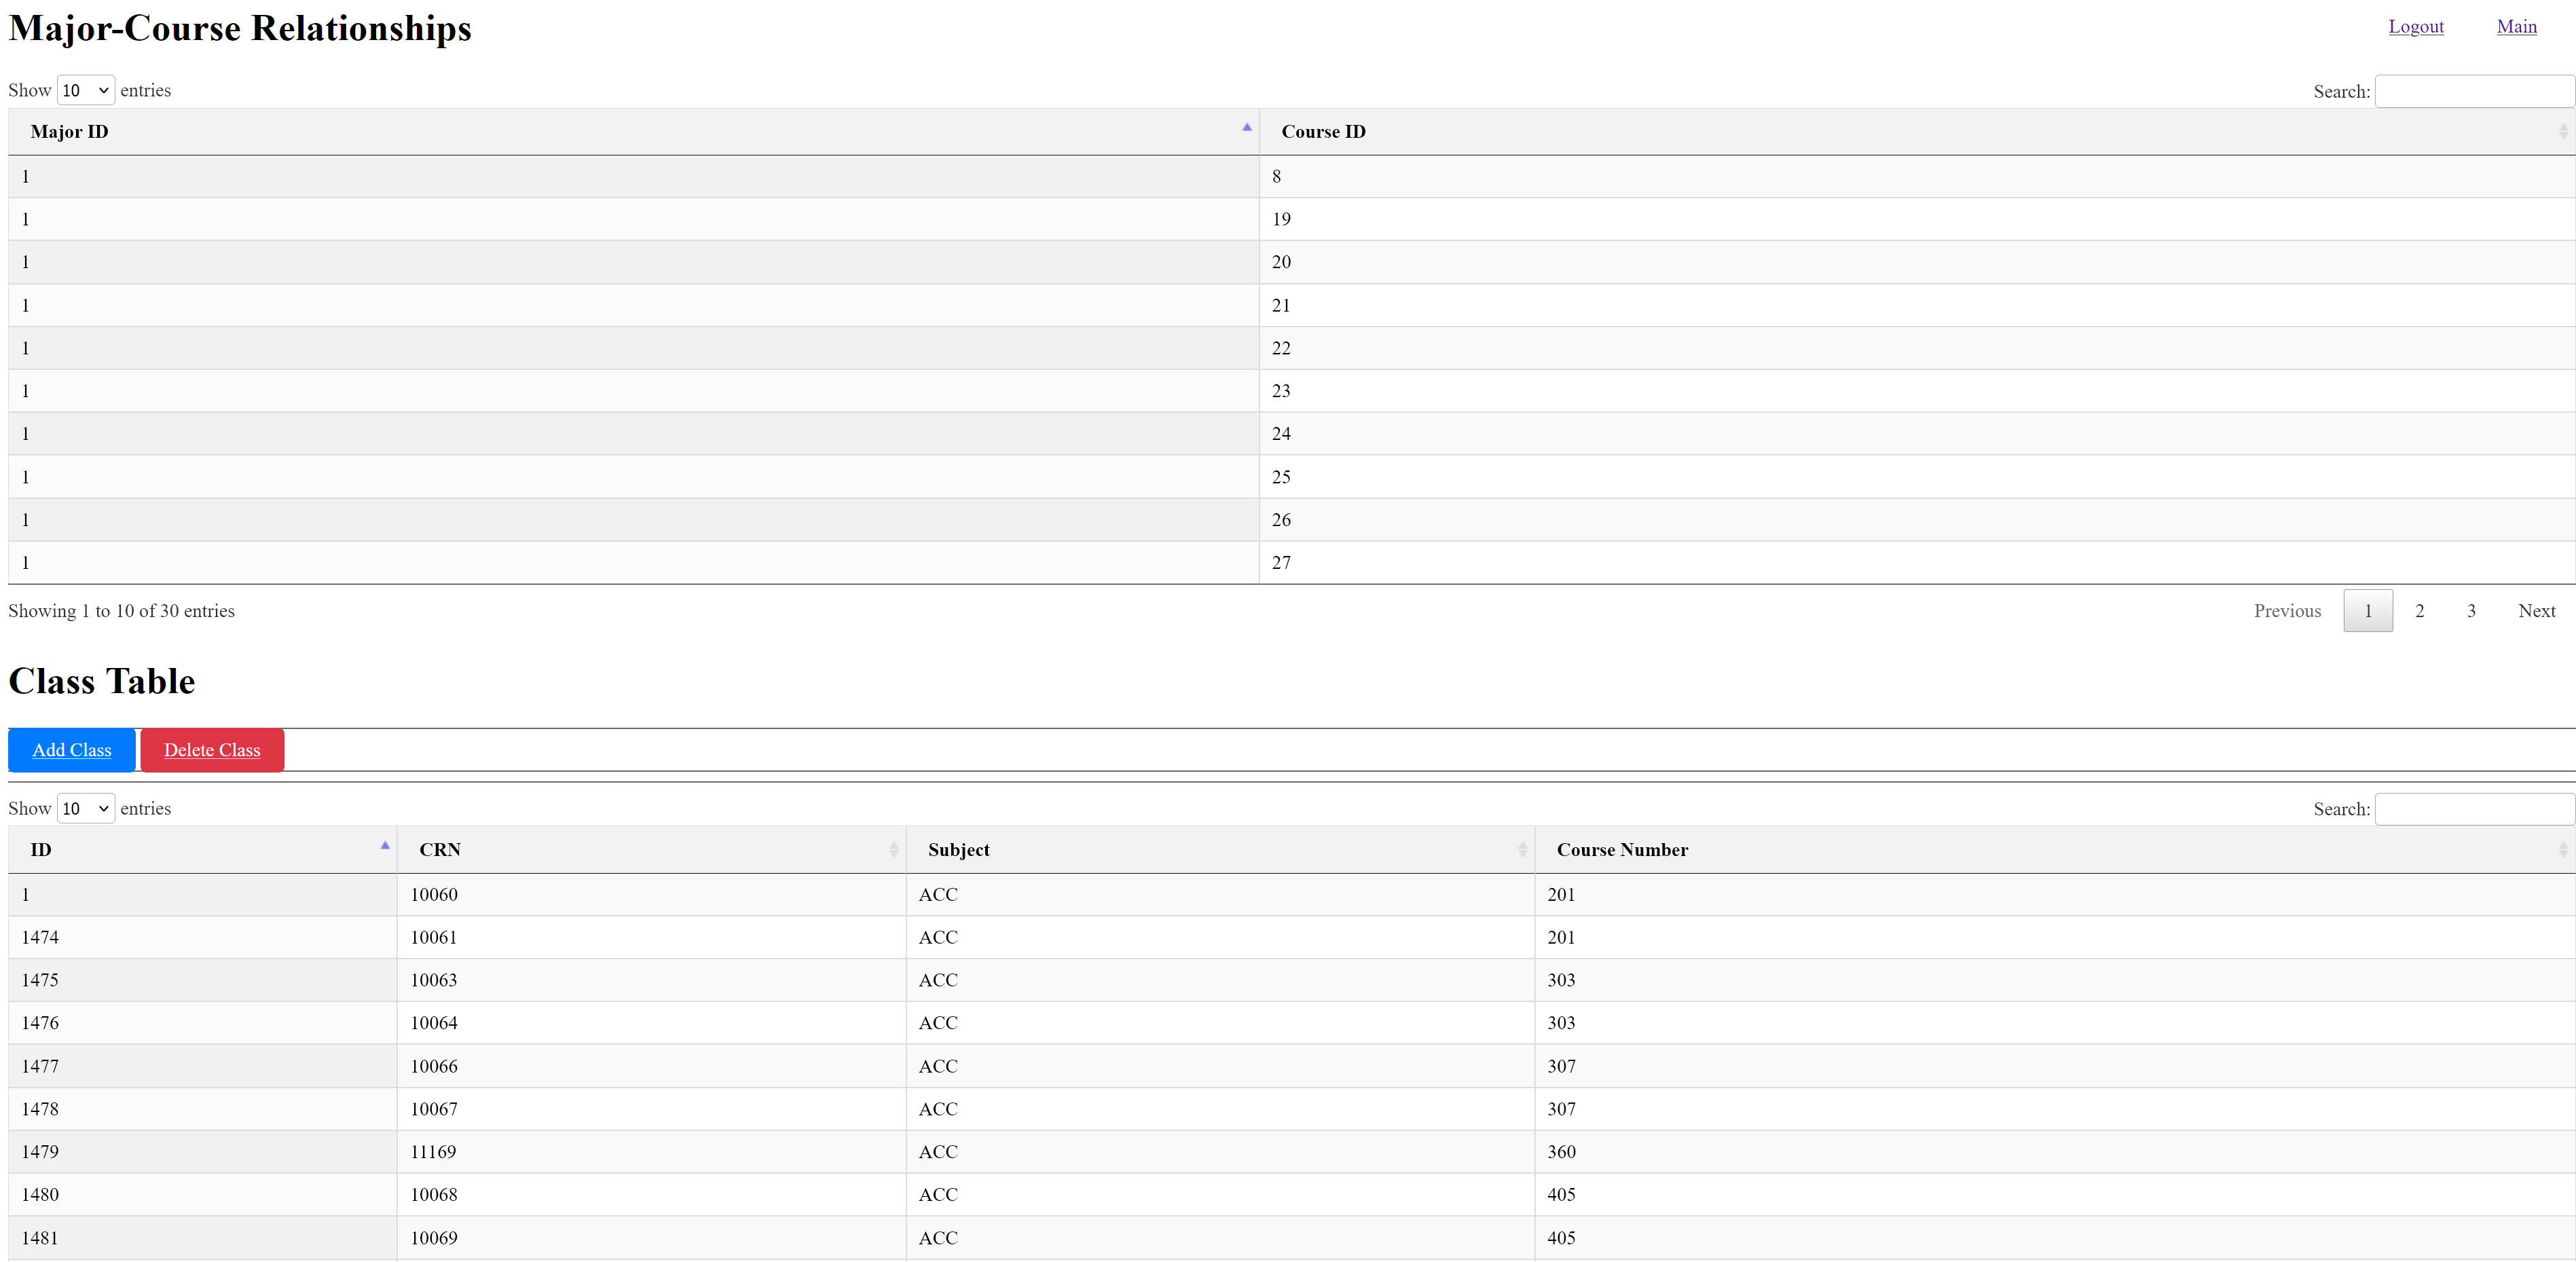 Major-Course Relationships Logout Main
Show 10 entries Search:
Major ID Course ID
1 8
1 19
1 20
1 21
1 22
1 23
1 24
1 25
1 26
1 27
Showing 1 to 10 of 30 entries Previous 1 2 3 Next
Class Table
Add Class Delete Class
Show 10 entries Search:
ID CRN Subject Course Number
1 10060 ACC 201
1474 10061 ACC 201
1475 10063 ACC 303
1476 10064 ACC 303
1477 10066 ACC 307
1478 10067 ACC 307
1479 11169 ACC 360
1480 10068 ACC 405
1481 10069 ACC 405